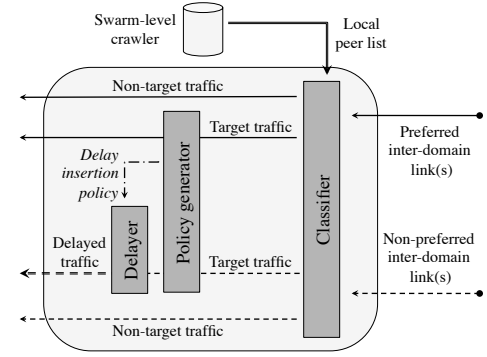 Swarm-level
crawler
Local
peer list
Non-target traffic
Target traffic
Preferred
inter-domain
link(s)
Delay
insertion
policy
Policy generator
Classifier
Delayer
Delayed
traffic
Target traffic
Non-preferred
inter-domain
link(s)
Non-target traffic